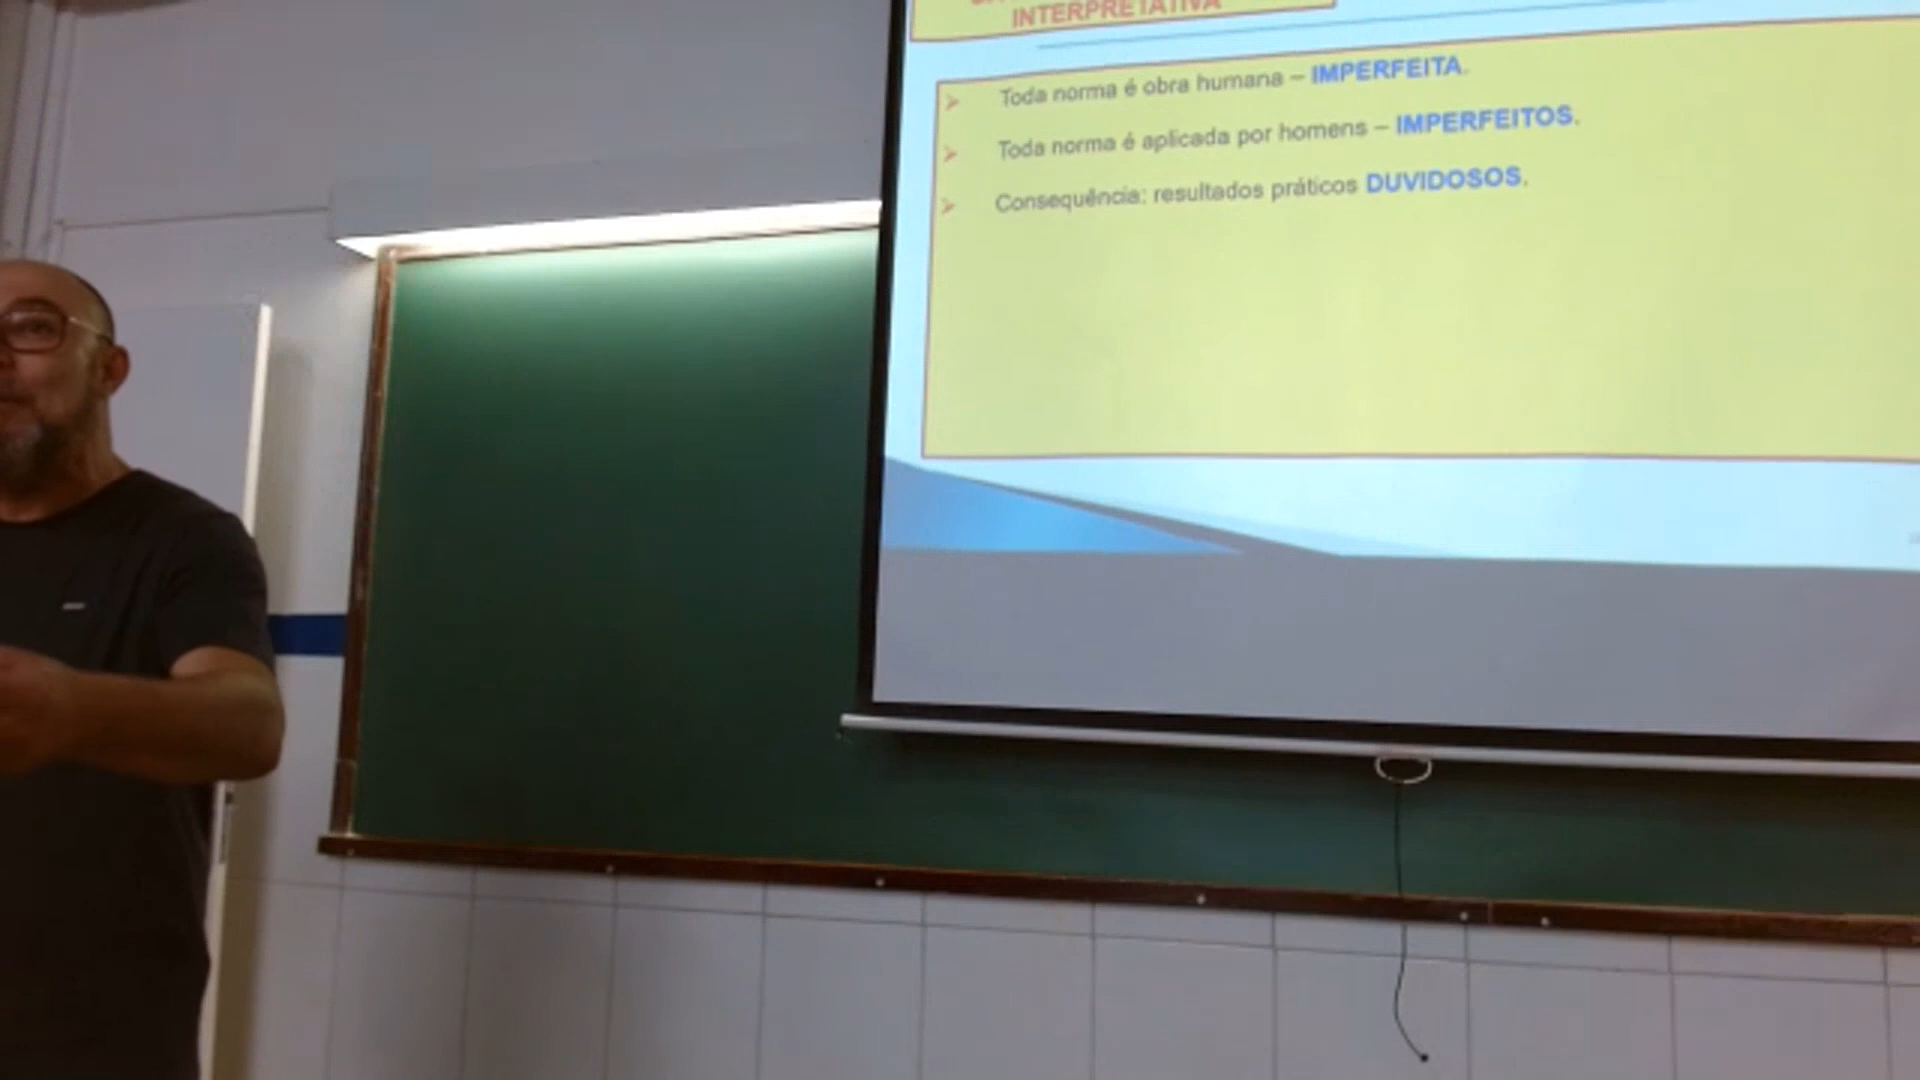 INTERPRETATIVA
Toda norma é obra humana – IMPERFEITA.
Toda norma é aplicada por homens – IMPERFEITOS.
Consequência: resultados práticos DUVIDOSOS.